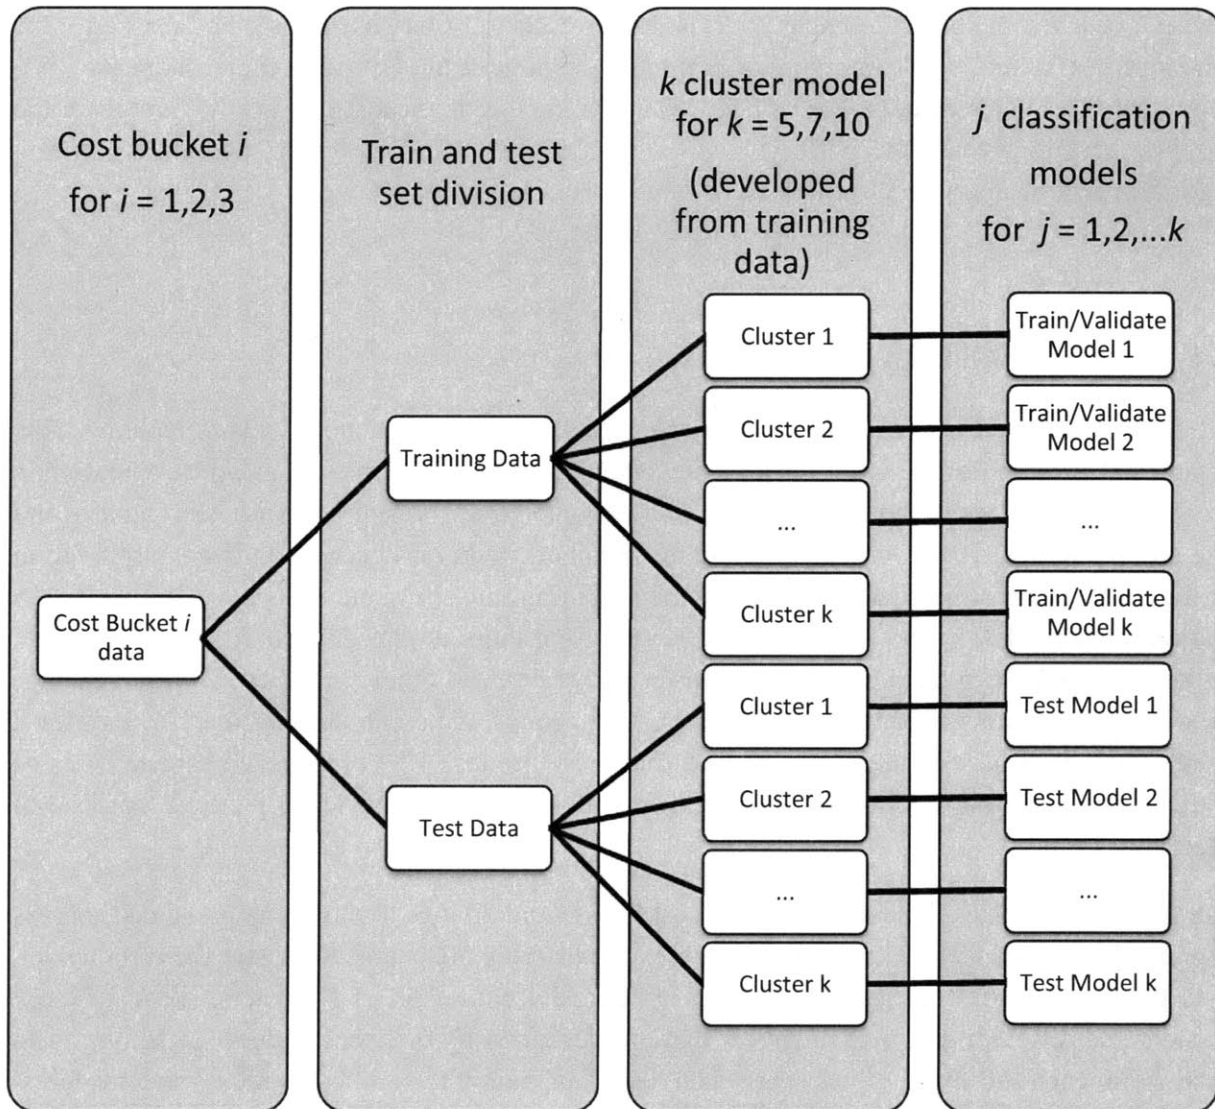 Cost bucket i
for i = 1,2,3
Train and test
set division
k cluster model
for k = 5,7,10
(developed
from training
data)
j classification
models
for j = 1,2,...k
Cost Bucket i
data
Training Data
Test Data
Cluster 1
Cluster 2
...
Cluster k
Cluster 1
Cluster 2
...
Cluster k
Train/Validate
Model 1
Train/Validate
Model 2
...
Train/Validate
Model k
Test Model 1
Test Model 2
...
Test Model k